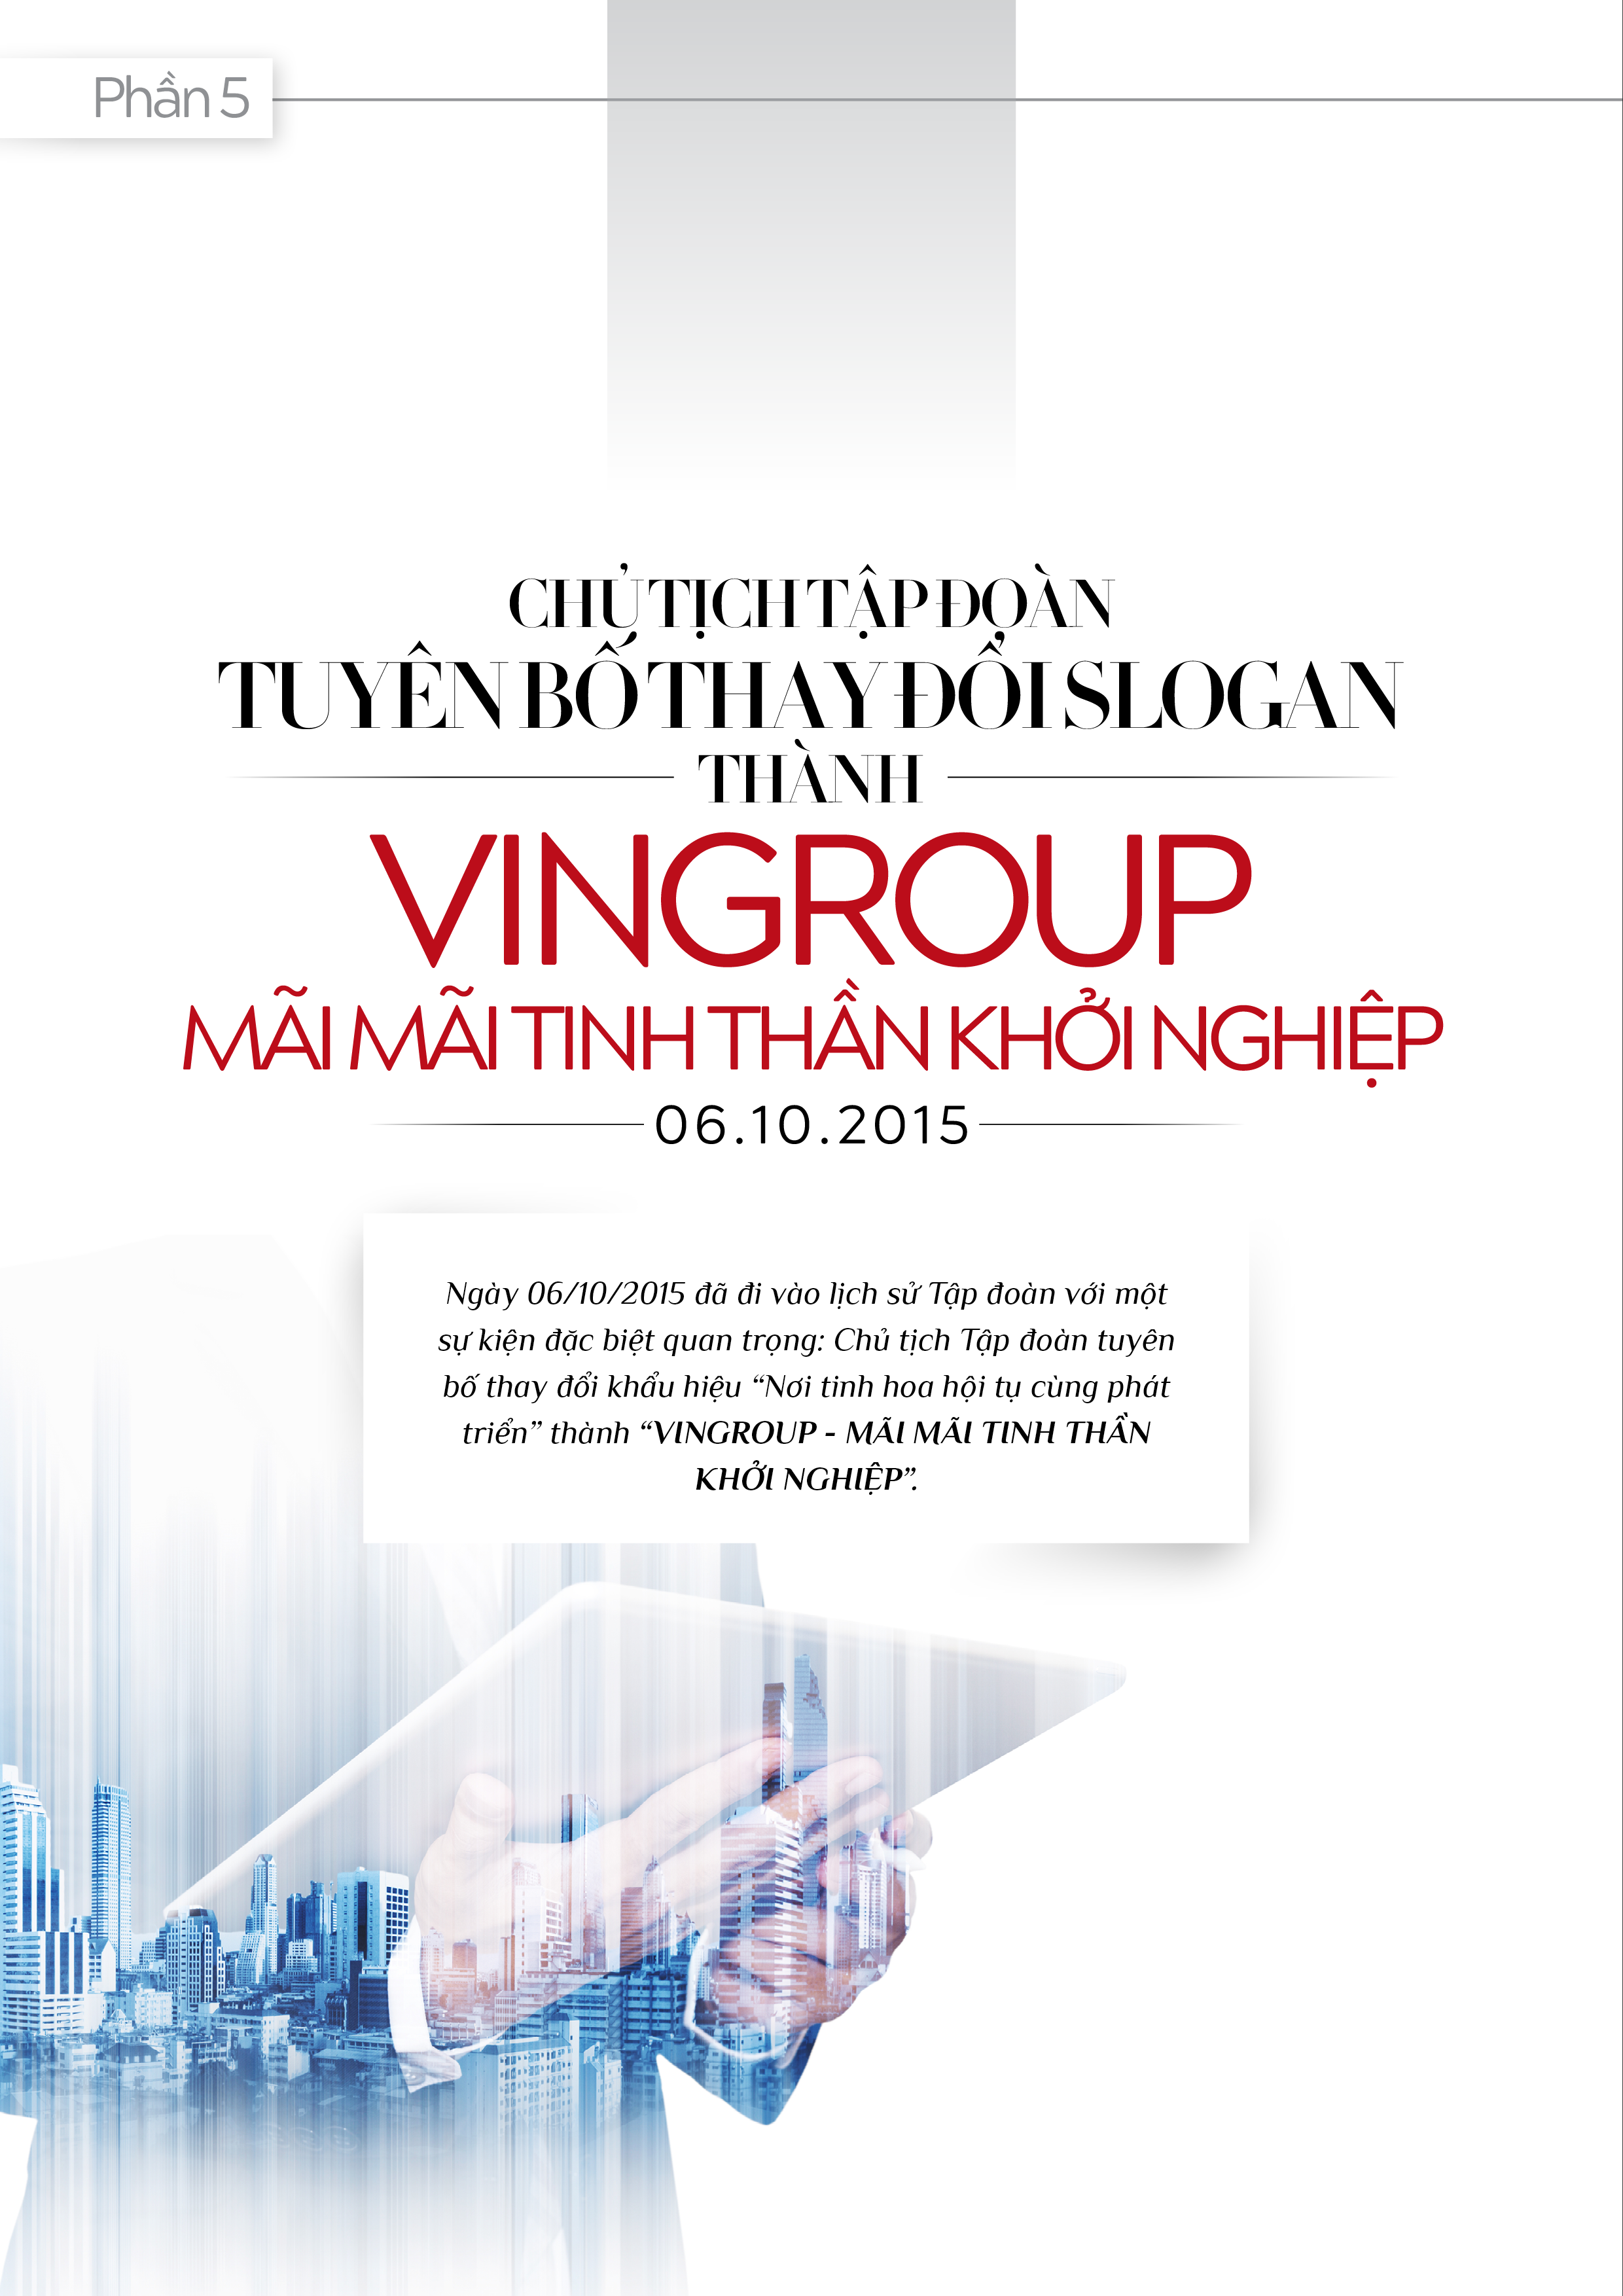 Phần 5
CHỦ TỊCH TẬP ĐOÀN
TUYÊN BỐ THAY ĐỔI SLOGAN
THÀNH
VINGROUP
MÃI MÃI TINH THẦN KHỞI NGHIỆP
06.10.2015
Ngày 06/10/2015 đã đi vào lịch sử Tập đoàn với một
sự kiện đặc biệt quan trọng: Chủ tịch Tập đoàn tuyên
bố thay đổi khẩu hiệu “Nơi tinh hoa hội tụ cùng phát
triển” thành “VINGROUP - MÃI MÃI TINH THẦN
KHỞI NGHIỆP”.